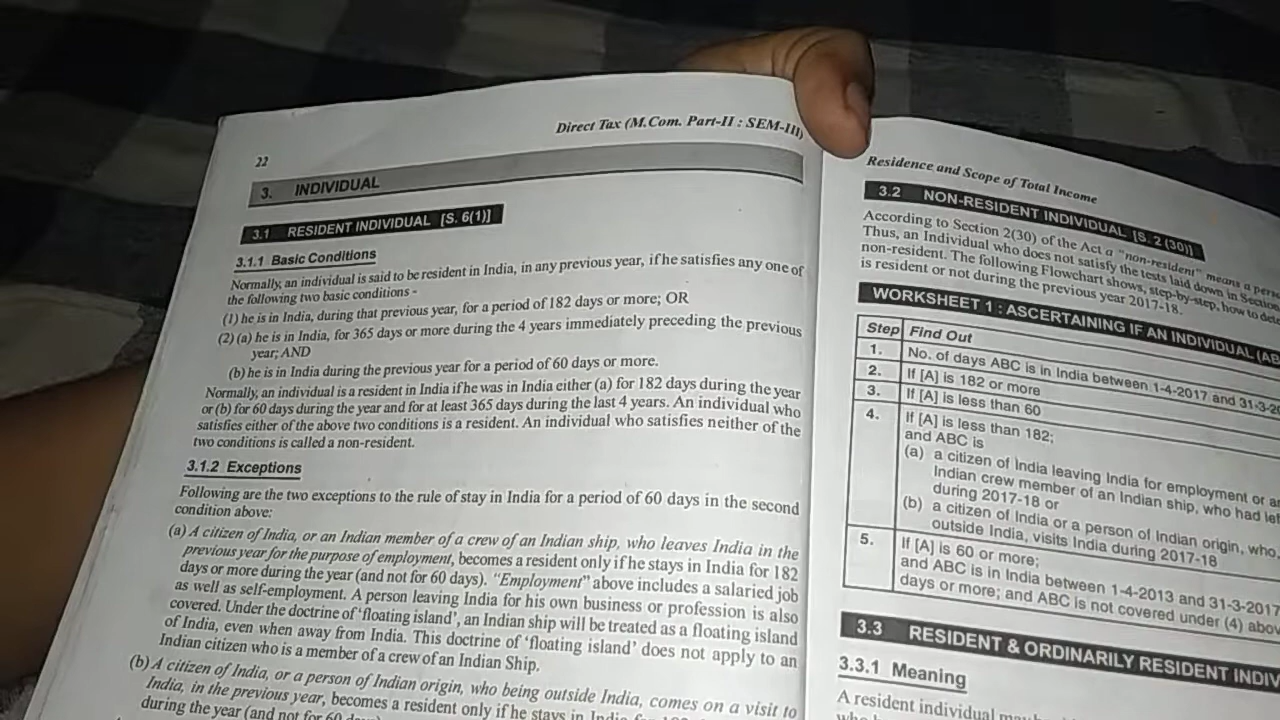 Direct Tax (M.Com. Part-II : SEM-III)
22
3. INDIVIDUAL
3.1 RESIDENT INDIVIDUAL [S. 6(1)]
3.1.1 Basic Conditions
Normally, an individual is said to be resident in India, in any previous year, if he satisfies any one of
the following two basic conditions -
(1) he is in India, during that previous year, for a period of 182 days or more; OR
(2) (a) he is in India, for 365 days or more during the 4 years immediately preceding the previous
year; AND
(b) he is in India during the previous year for a period of 60 days or more.
Normally, an individual is a resident in India if he was in India either (a) for 182 days during the year
or (b) for 60 days during the year and for at least 365 days during the last 4 years. An individual who
satisfies either of the above two conditions is a resident. An individual who satisfies neither of the
two conditions is called a non-resident.
3.1.2 Exceptions
Following are the two exceptions to the rule of stay in India for a period of 60 days in the second
condition above:
(a) A citizen of India, or an Indian member of a crew of an Indian ship, who leaves India in the
previous year for the purpose of employment, becomes a resident only if he stays in India for 182
days or more during the year (and not for 60 days). "Employment" above includes a salaried job
as well as self-employment. A person leaving India for his own business or profession is also
covered. Under the doctrine of 'floating island', an Indian ship will be treated as a floating island
of India, even when away from India. This doctrine of 'floating island' does not apply to an
Indian citizen who is a member of a crew of an Indian Ship.
(b) A citizen of India, or a person of Indian origin, who being outside India, comes on a visit to
India, in the previous year, becomes a resident only if he stays in India for
during the year (and not for 60
Residence and Scope of Total Income
3.2 NON-RESIDENT INDIVIDUAL [S. 2 (30)]
According to Section 2(30) of the Act a "non-resident" means a
Thus, an Individual who does not satisfy the tests laid down in Section
non-resident. The following Flowchart shows, step-by-step, how to
is resident or not during the previous year 2017-18.
WORKSHEET 1 : ASCERTAINING IF AN INDIVIDUAL
Step Find Out
1. No. of days ABC is in India between 1-4-2017 and
2. If [A] is 182 or more
3. If [A] is less than 60
4. If [A] is less than 182;
and ABC is
(a) a citizen of India leaving India for employment or
Indian crew member of an Indian ship, who had
during 2017-18 or
(b) a citizen of India or a person of Indian origin, who
outside India, visits India during 2017-18
5. If [A] is 60 or more;
and ABC is in India between 1-4-2013 and 31-3-2017
days or more; and ABC is not covered under (4)
3.3 RESIDENT & ORDINARILY RESIDENT
3.3.1 Meaning
A resident individual